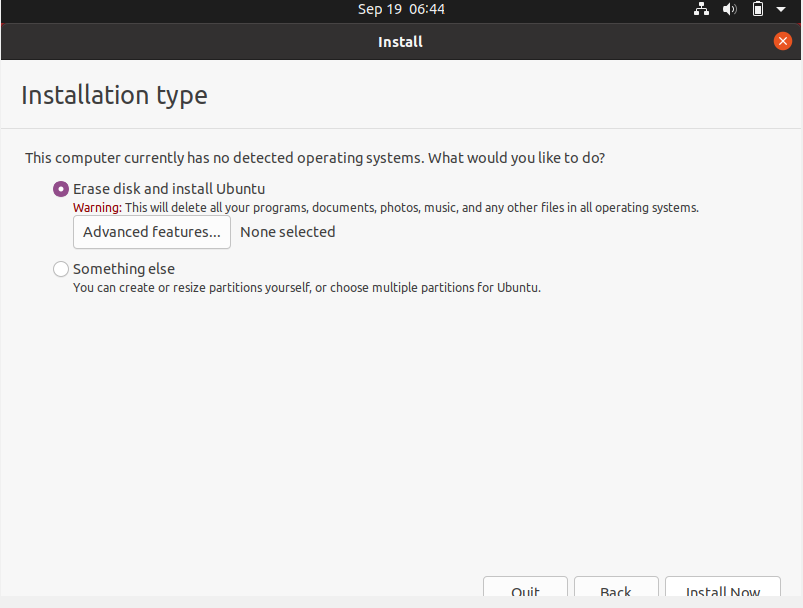 Sep 19 06:44
Install
Installation type
This computer currently has no detected operating systems. What would you like to do?
Erase disk and install Ubuntu
Warning: This will delete all your programs, documents, photos, music, and any other files in all operating systems.
Advanced features... None selected
Something else
You can create or resize partitions yourself, or choose multiple partitions for Ubuntu.
Quit Back Install Now